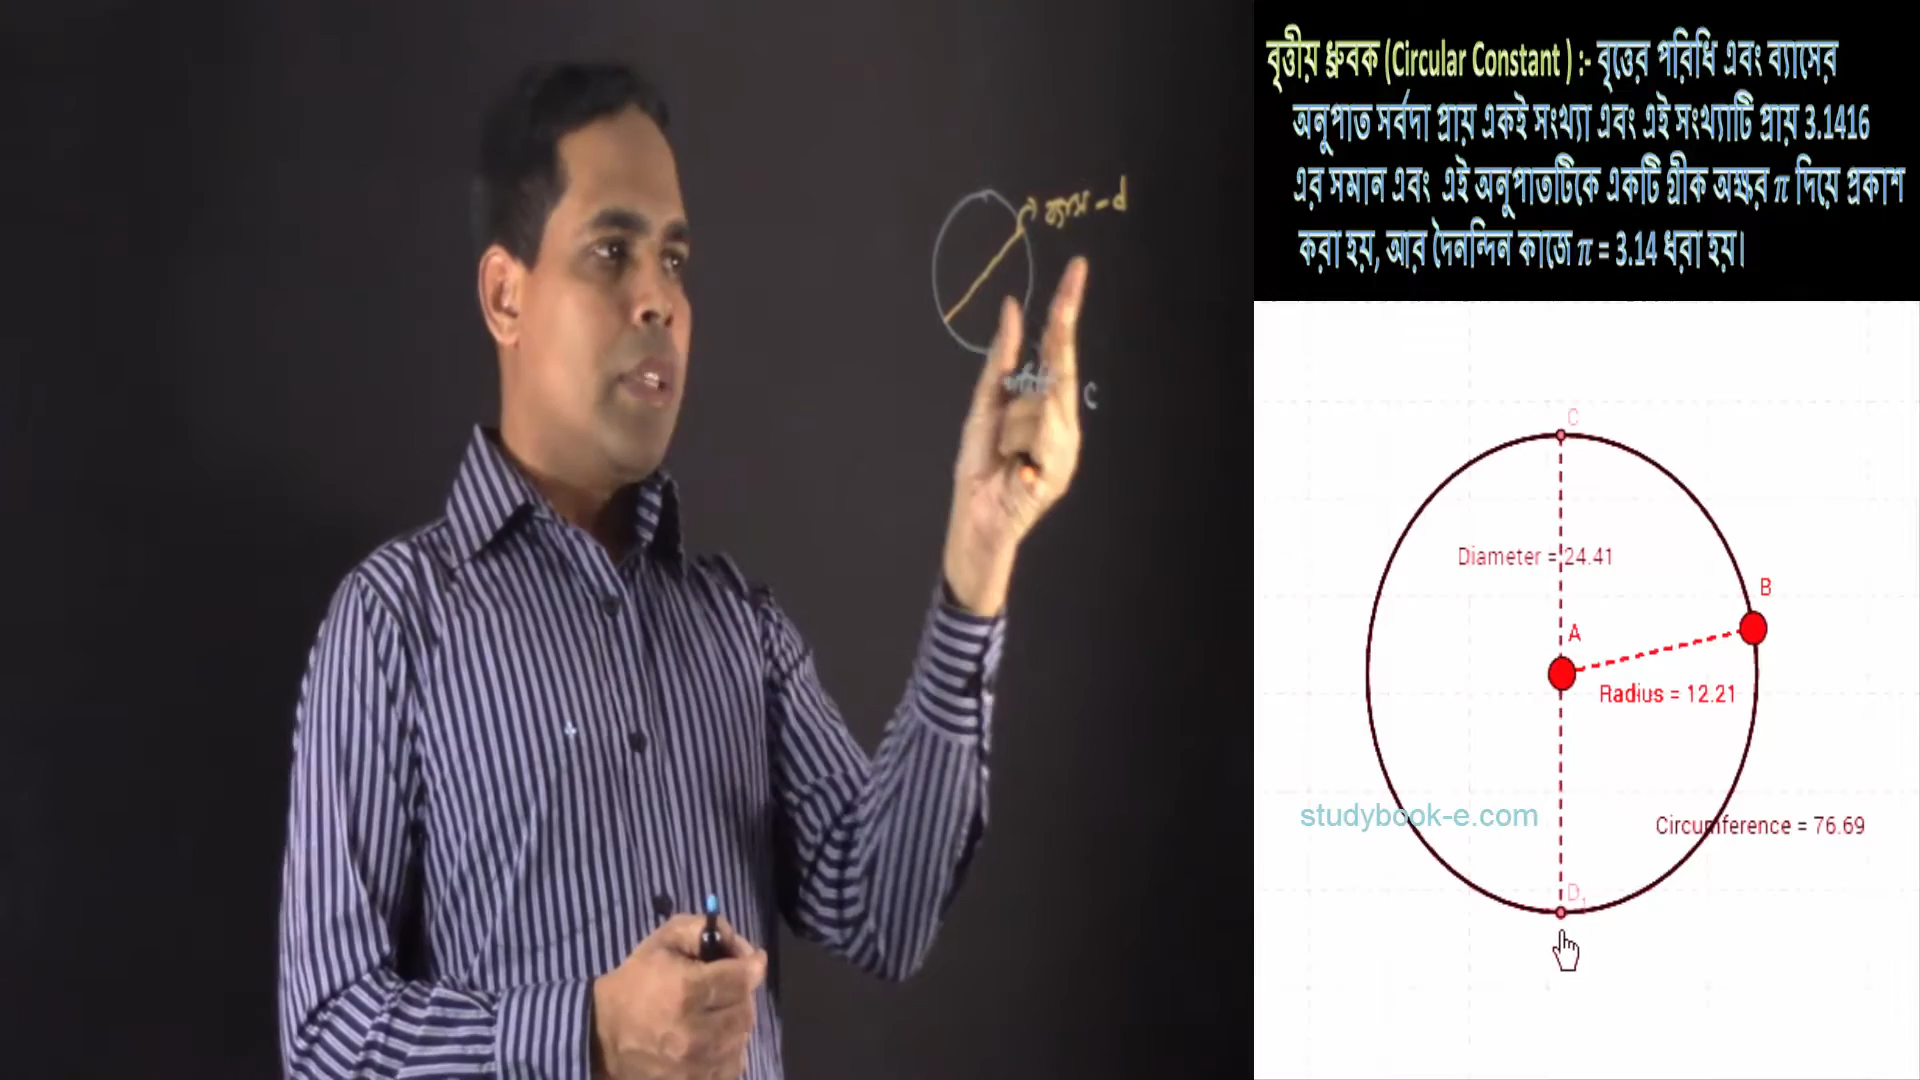 বৃত্তীয় ধ্রুবক (Circular Constant ) :- বৃত্তের পরিধি এবং ব্যাসের
অনুপাত সর্বদা প্রায় একই সংখ্যা এবং এই সংখ্যাটি প্রায় 3.1416
এর সমান এবং এই অনুপাতটিকে একটি গ্রীক অক্ষর π দিয়ে প্রকাশ
করা হয়, আর দৈনন্দিন কাজে π = 3.14 ধরা হয়।
ব্যাস - d
C
C
Diameter = 24.41
B
A
Radius = 12.21
studybook-e.com
Circumference = 76.69
D₁